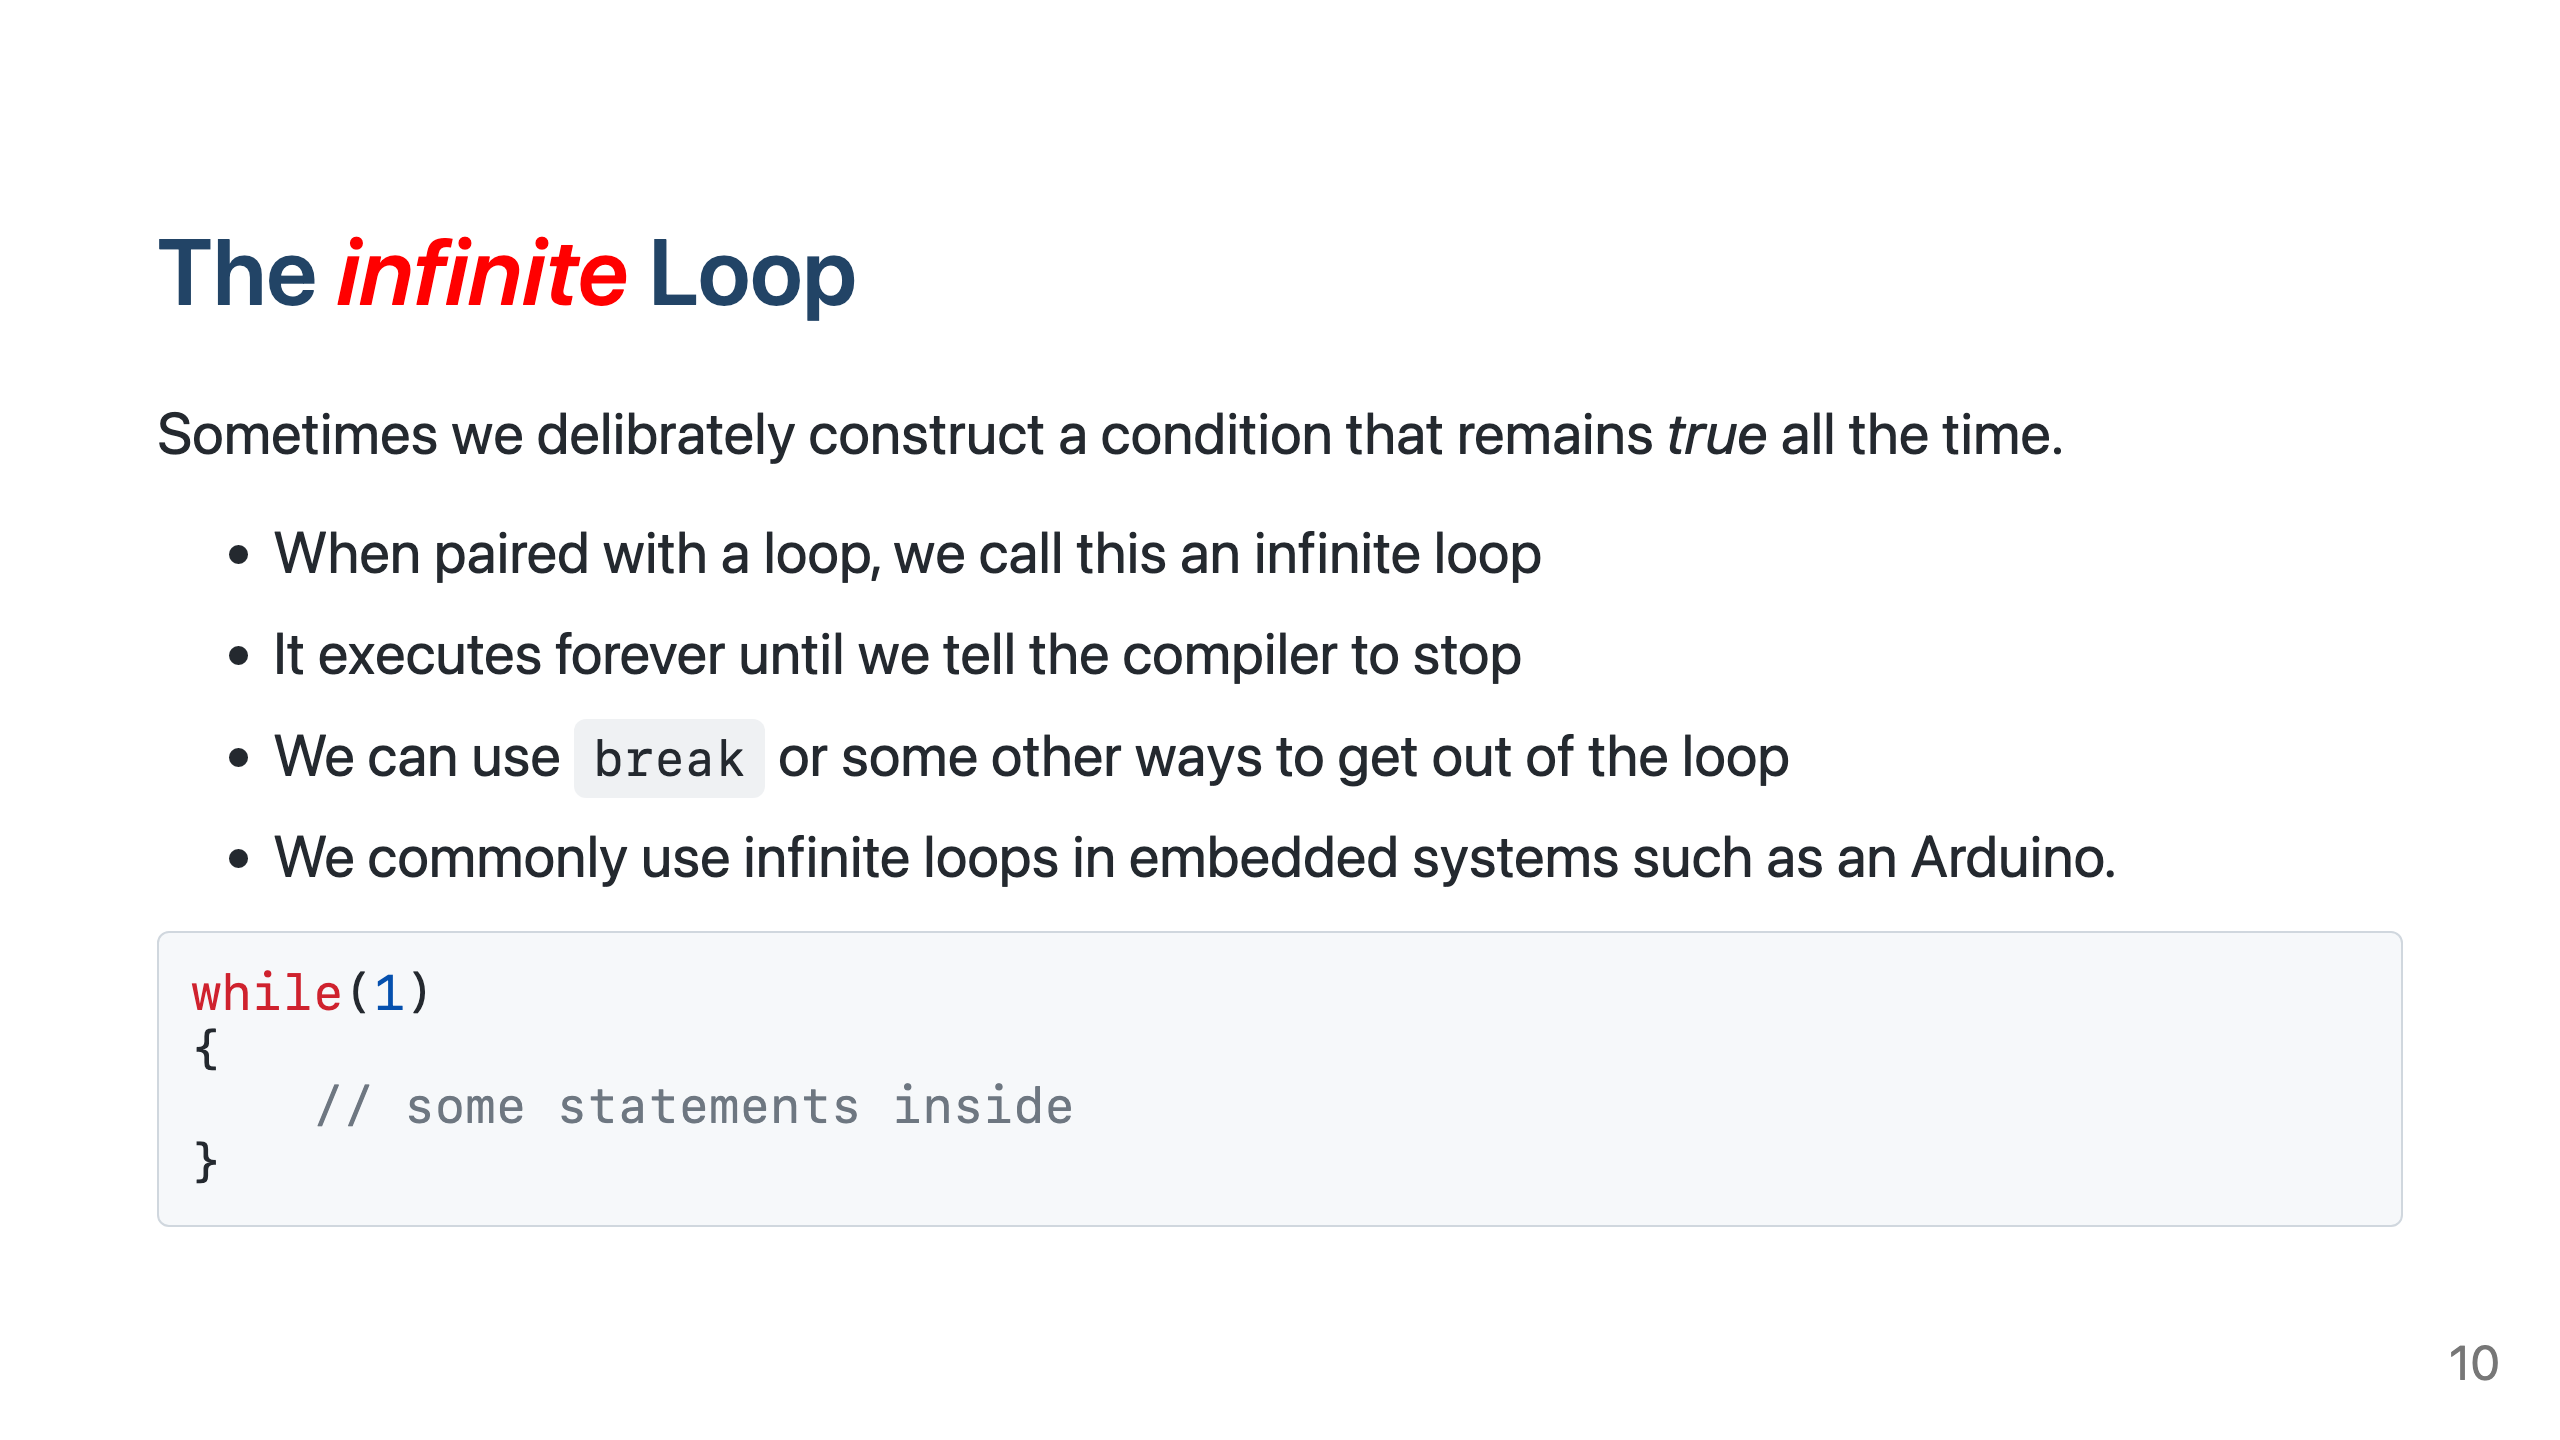 The infinite Loop
Sometimes we delibrately construct a condition that remains true all the time.
• When paired with a loop, we call this an infinite loop
• It executes forever until we tell the compiler to stop
• We can use break or some other ways to get out of the loop
• We commonly use infinite loops in embedded systems such as an Arduino.
while(1)
{
    // some statements inside
}
10